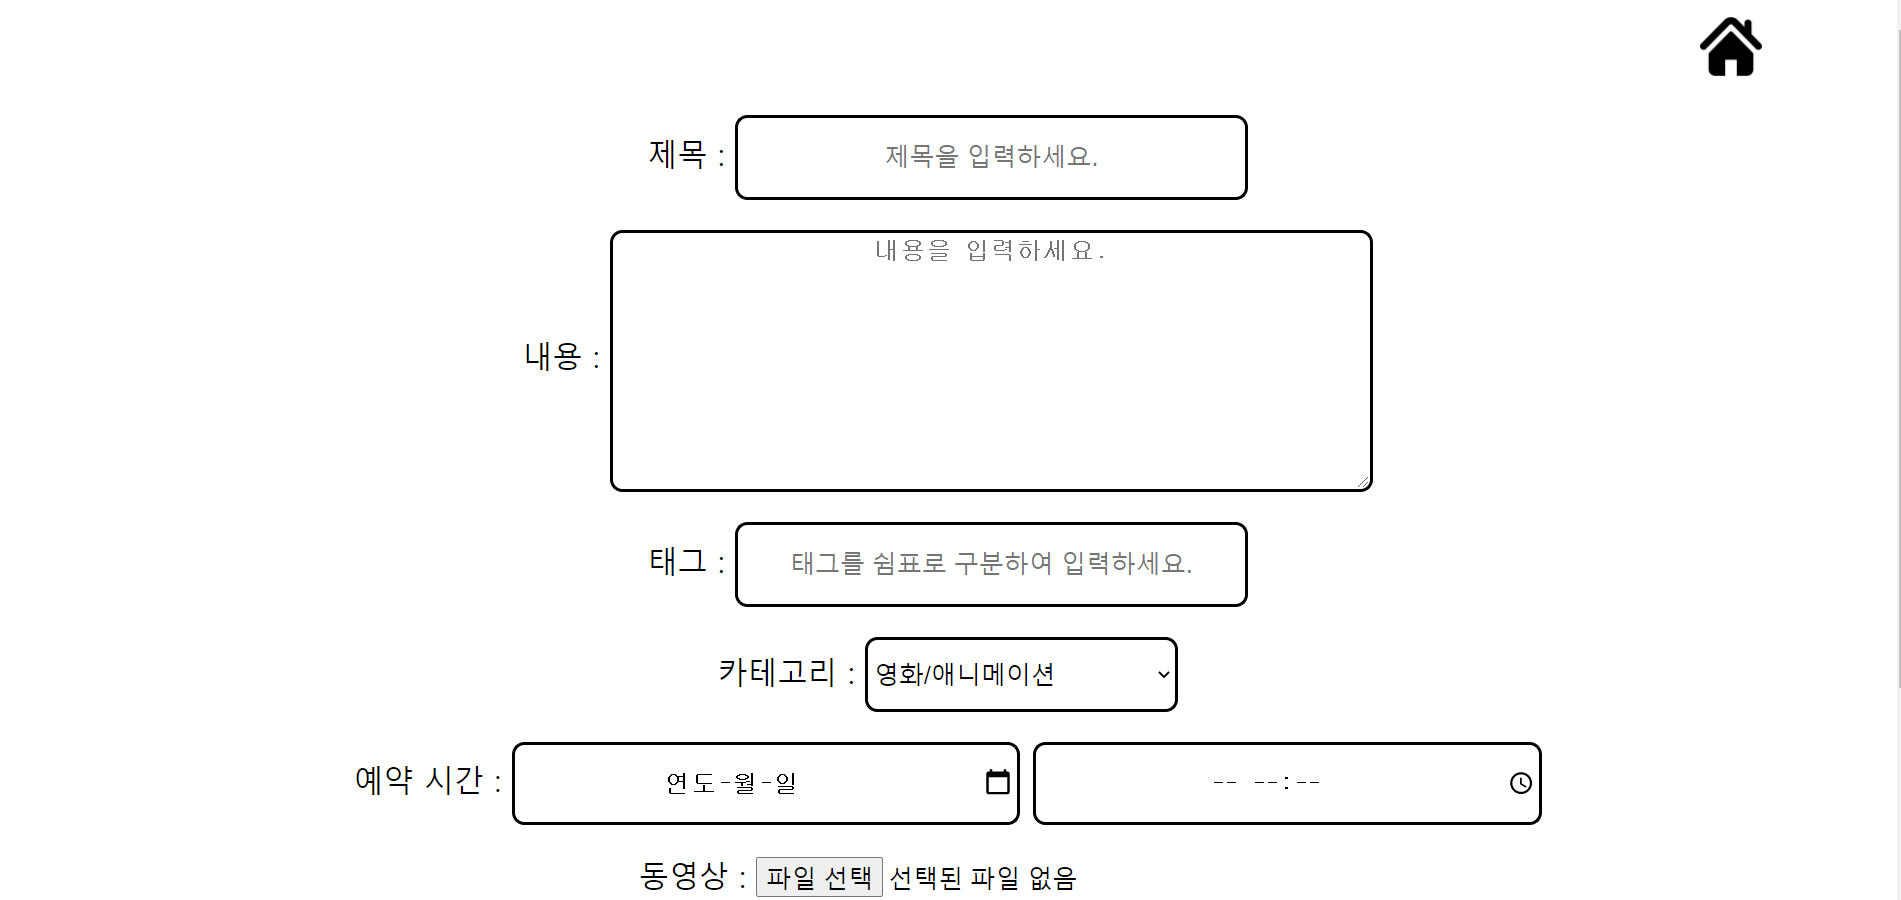 제목 : 제목을 입력하세요.
내용을 입력하세요.
내용 :
태그 : 태그를 쉼표로 구분하여 입력하세요.
카테고리 : 영화/애니메이션
예약 시간 : 연도-월-일 -- --:--
동영상 : 파일 선택 선택된 파일 없음